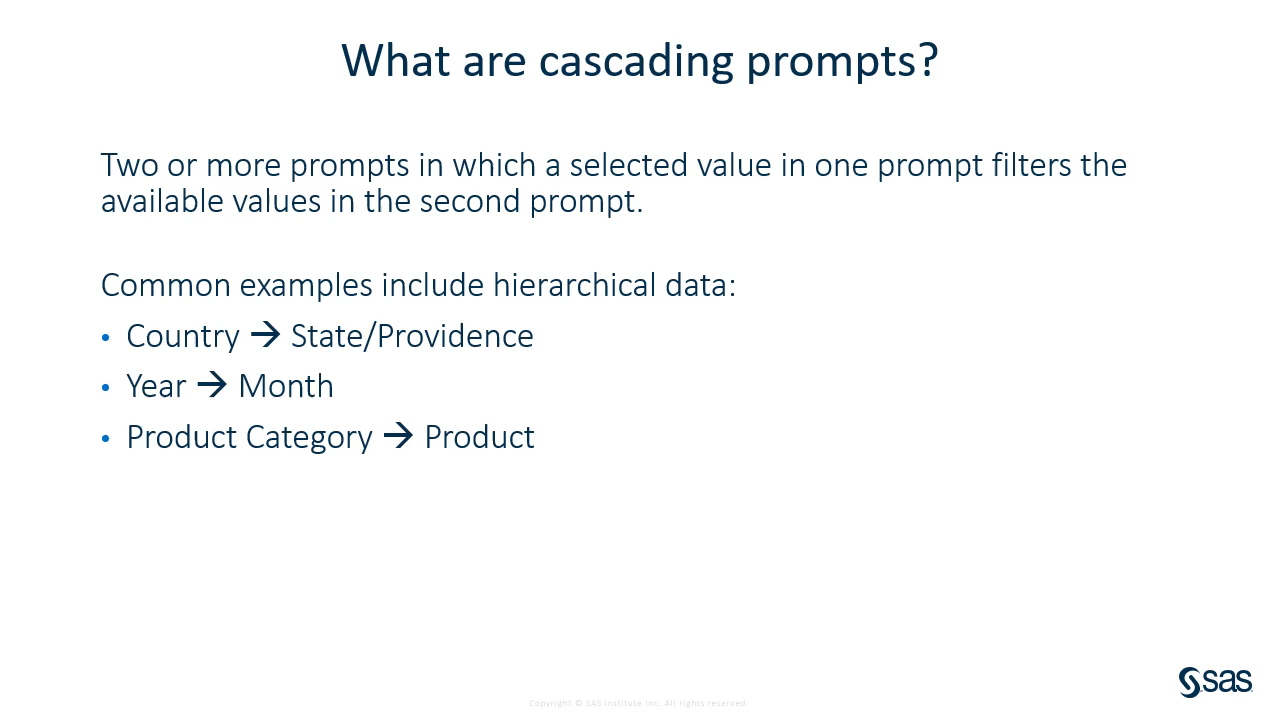 What are cascading prompts?
Two or more prompts in which a selected value in one prompt filters the
available values in the second prompt.
Common examples include hierarchical data:
• Country → State/Providence
• Year → Month
• Product Category → Product
sas
Copyright © SAS Institute Inc. All rights reserved.